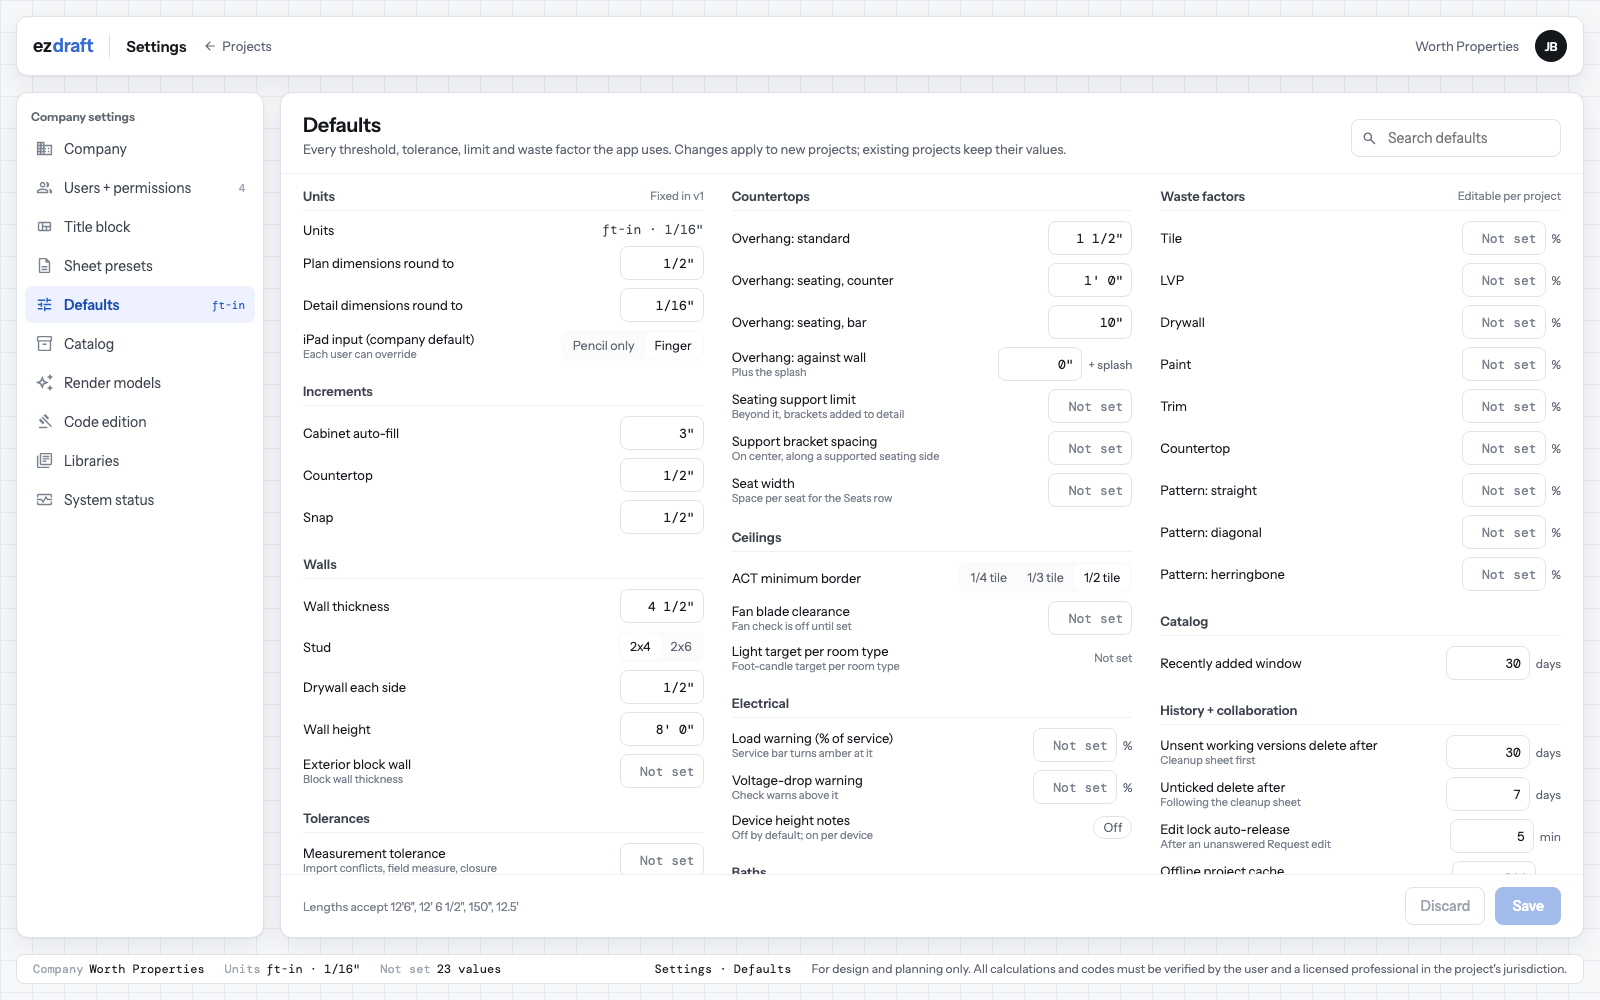 ezdraft
Settings
Projects
Worth Properties
JB
Company settings
Company
Users + permissions 4
Title block
Sheet presets
Defaults ft-in
Catalog
Render models
Code edition
Libraries
System status
Defaults
Every threshold, tolerance, limit and waste factor the app uses. Changes apply to new projects; existing projects keep their values.
Search defaults
Units Fixed in v1
Units ft-in · 1/16"
Plan dimensions round to 1/2"
Detail dimensions round to 1/16"
iPad input (company default) Pencil only Finger
Each user can override
Increments
Cabinet auto-fill 3"
Countertop 1/2"
Snap 1/2"
Walls
Wall thickness 4 1/2"
Stud 2x4 2x6
Drywall each side 1/2"
Wall height 8' 0"
Exterior block wall Not set
Block wall thickness
Tolerances
Measurement tolerance Not set
Import conflicts, field measure, closure
Countertops
Overhang: standard 1 1/2"
Overhang: seating, counter 1' 0"
Overhang: seating, bar 10"
Overhang: against wall 0" + splash
Plus the splash
Seating support limit Not set
Beyond it, brackets added to detail
Support bracket spacing Not set
On center, along a supported seating side
Seat width Not set
Space per seat for the Seats row
Ceilings
ACT minimum border 1/4 tile 1/3 tile 1/2 tile
Fan blade clearance Not set
Fan check is off until set
Light target per room type Not set
Foot-candle target per room type
Electrical
Load warning (% of service) Not set %
Service bar turns amber at it
Voltage-drop warning Not set %
Check warns above it
Device height notes Off
Off by default; on per device
Baths
Waste factors Editable per project
Tile Not set %
LVP Not set %
Drywall Not set %
Paint Not set %
Trim Not set %
Countertop Not set %
Pattern: straight Not set %
Pattern: diagonal Not set %
Pattern: herringbone Not set %
Catalog
Recently added window 30 days
History + collaboration
Unsent working versions delete after 30 days
Cleanup sheet first
Unticked delete after 7 days
Following the cleanup sheet
Edit lock auto-release 5 min
After an unanswered Request edit
Offline project cache
Lengths accept 12'6", 12' 6 1/2", 150", 12.5'
Discard
Save
Company Worth Properties Units ft-in · 1/16" Not set 23 values
Settings · Defaults For design and planning only. All calculations and codes must be verified by the user and a licensed professional in the project's jurisdiction.